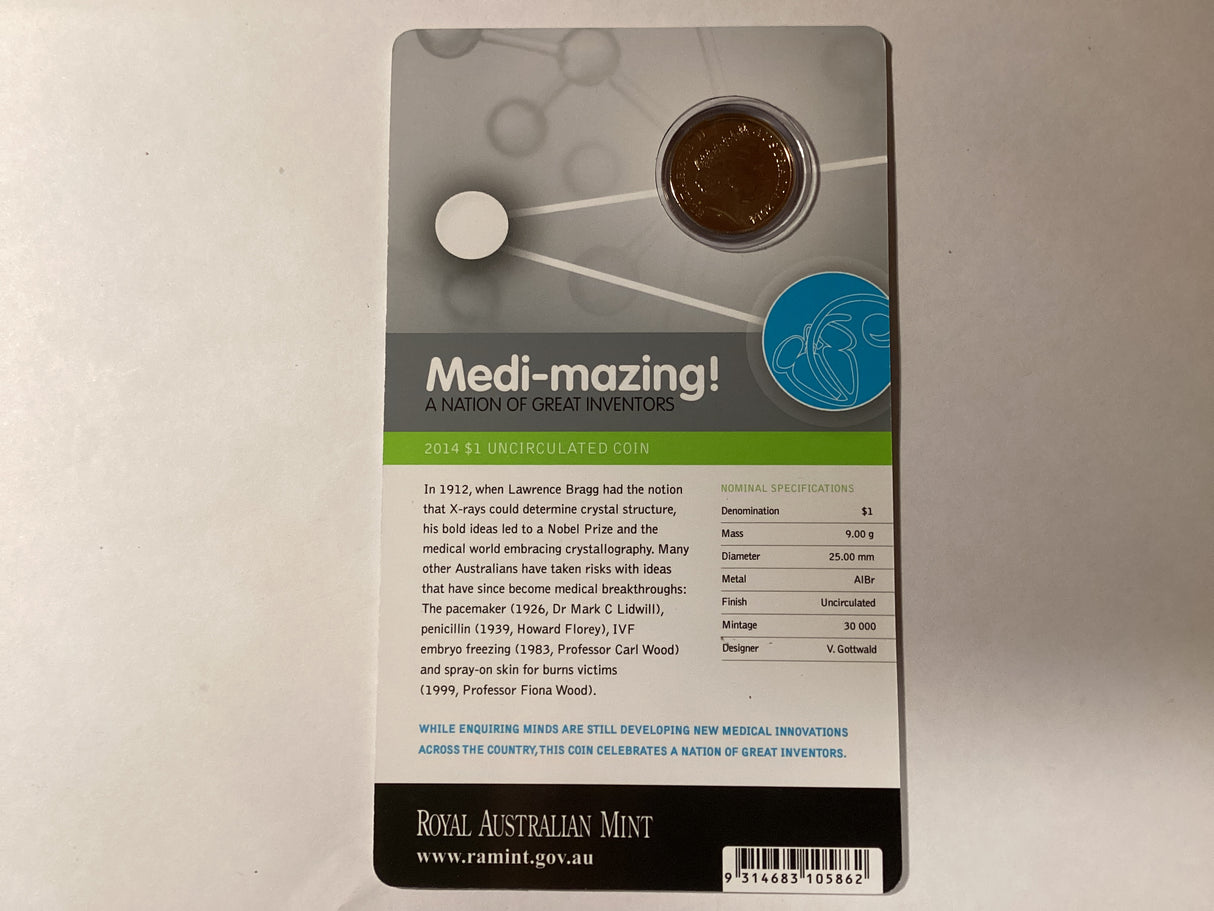 Medi-mazing!
A NATION OF GREAT INVENTORS
2014 $1 UNCIRCULATED COIN
In 1912, when Lawrence Bragg had the notion
that X-rays could determine crystal structure,
his bold ideas led to a Nobel Prize and the
medical world embracing crystallography. Many
other Australians have taken risks with ideas
that have since become medical breakthroughs:
The pacemaker (1926, Dr Mark C Lidwill),
penicillin (1939, Howard Florey), IVF
embryo freezing (1983, Professor Carl Wood)
and spray-on skin for burns victims
(1999, Professor Fiona Wood).
NOMINAL SPECIFICATIONS
Denomination $1
Mass 9.00 g
Diameter 25.00 mm
Metal AlBr
Finish Uncirculated
Mintage 30 000
Designer V. Gottwald
WHILE ENQUIRING MINDS ARE STILL DEVELOPING NEW MEDICAL INNOVATIONS
ACROSS THE COUNTRY, THIS COIN CELEBRATES A NATION OF GREAT INVENTORS.
ROYAL AUSTRALIAN MINT
www.ramint.gov.au
9 314683 105862